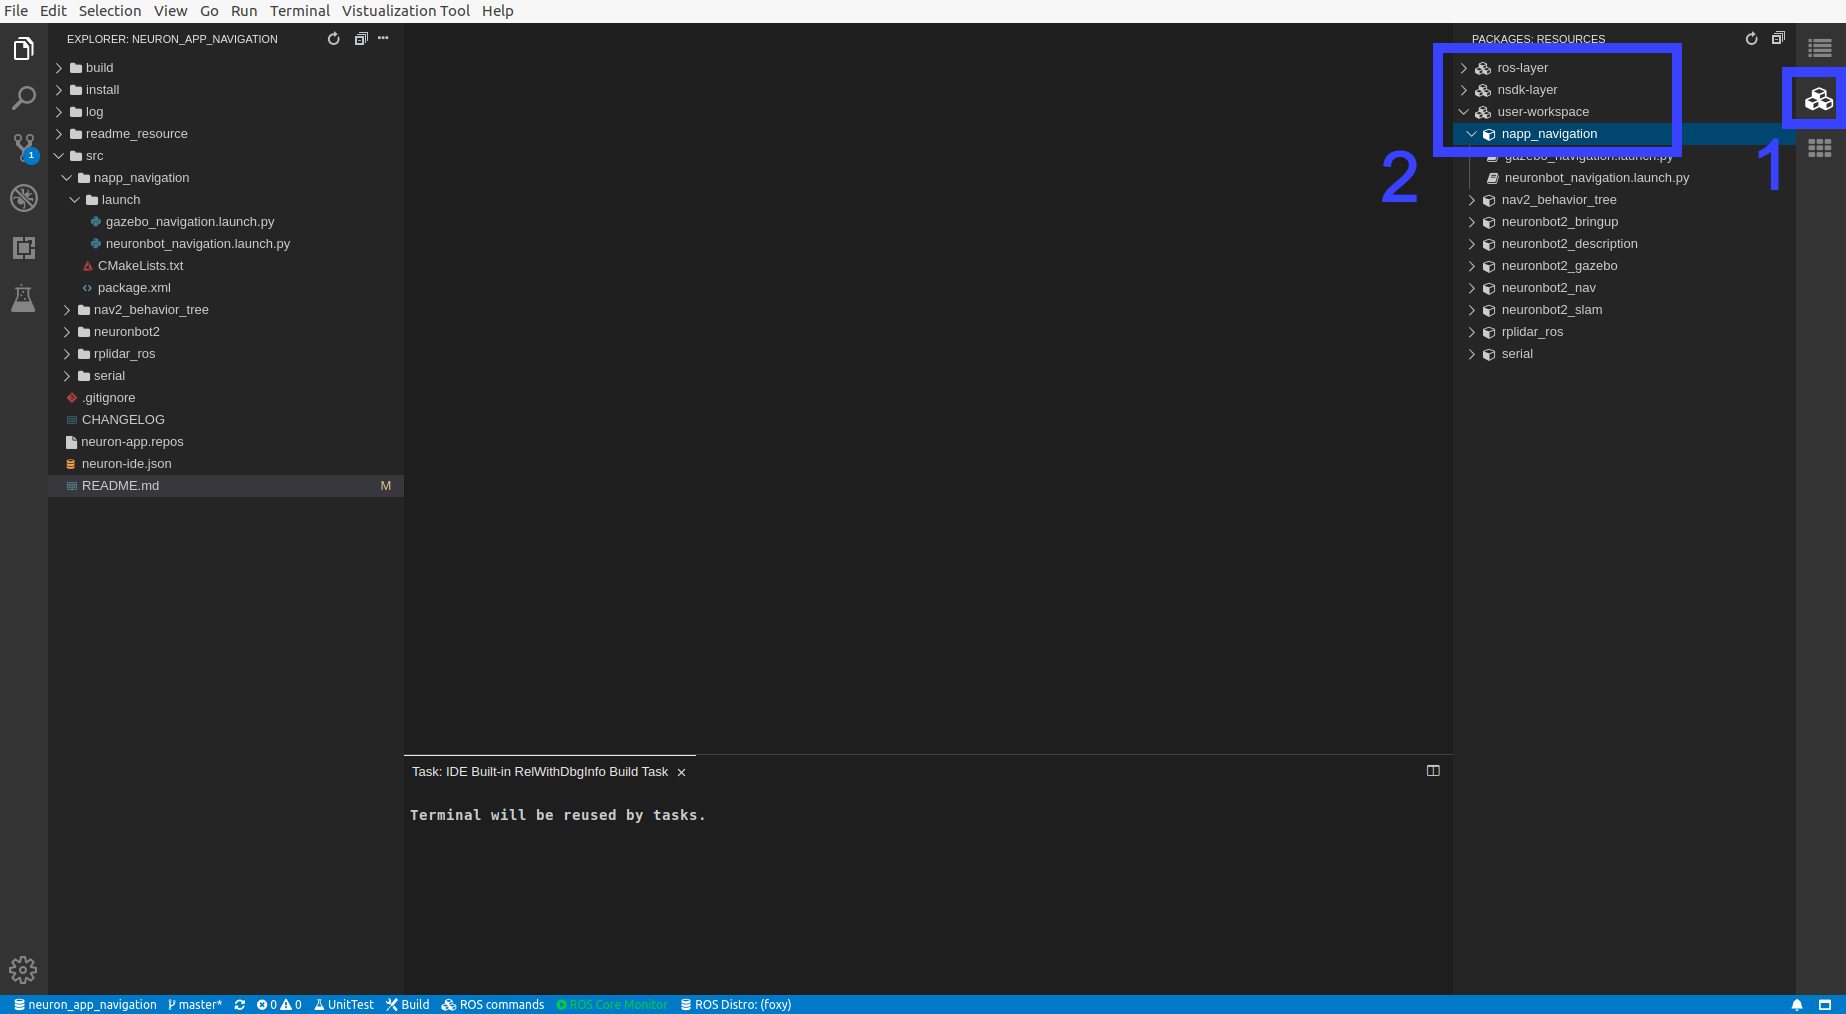 File Edit Selection View Go Run Terminal Vistualization Tool Help
EXPLORER: NEURON_APP_NAVIGATION
build
install
log
readme_resource
src
napp_navigation
launch
gazebo_navigation.launch.py
neuronbot_navigation.launch.py
CMakeLists.txt
package.xml
nav2_behavior_tree
neuronbot2
rplidar_ros
serial
.gitignore
CHANGELOG
neuron-app.repos
neuron-ide.json
README.md M
1
Task: IDE Built-in RelWithDbgInfo Build Task
Terminal will be reused by tasks.
PACKAGES: RESOURCES
ros-layer
nsdk-layer
user-workspace
napp_navigation
gazebo_navigation.launch.py
neuronbot_navigation.launch.py
nav2_behavior_tree
neuronbot2_bringup
neuronbot2_description
neuronbot2_gazebo
neuronbot2_nav
neuronbot2_slam
rplidar_ros
serial
2
1
neuron_app_navigation master* 0 0 UnitTest Build ROS commands ROS Core Monitor ROS Distro: (foxy)